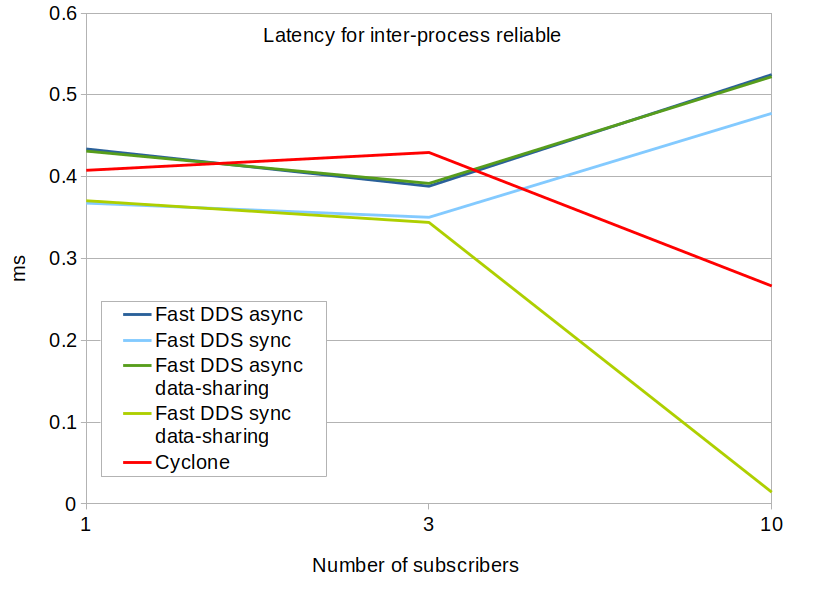 Latency for inter-process reliable
0.6
0.5
0.4
0.3
0.2
0.1
0
ms
Fast DDS async
Fast DDS sync
Fast DDS async
data-sharing
Fast DDS sync
data-sharing
Cyclone
1 3 10
Number of subscribers